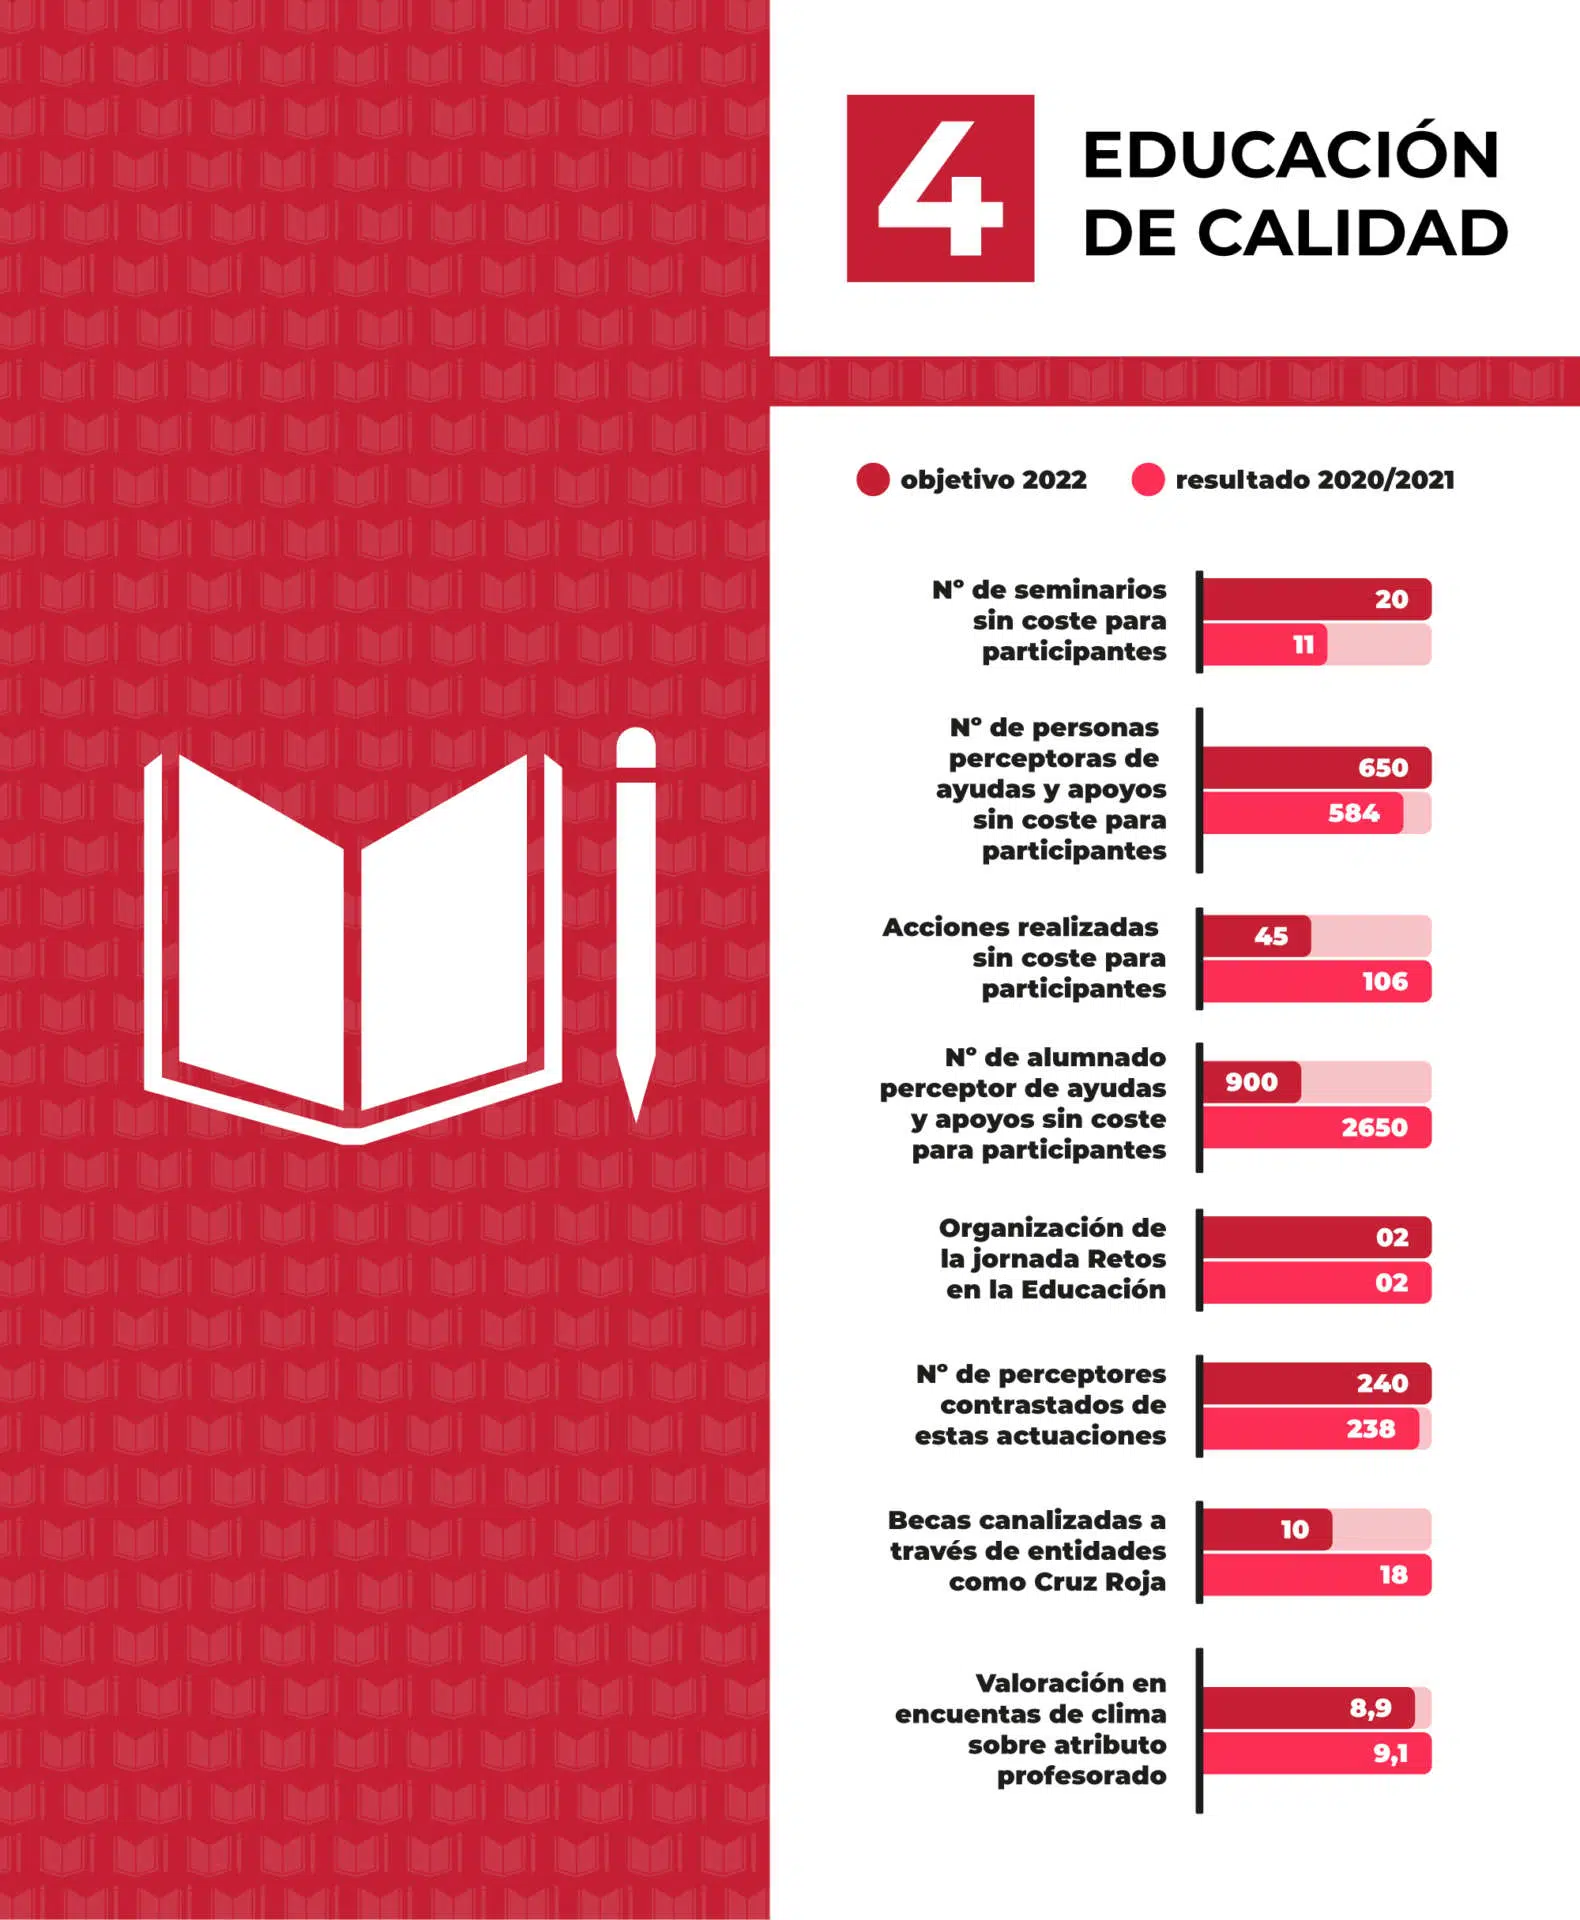 4
EDUCACIÓN
DE CALIDAD
objetivo 2022
resultado 2020/2021
Nº de seminarios
sin coste para
participantes
20
11
Nº de personas
perceptoras de
ayudas y apoyos
sin coste para
participantes
650
584
Acciones realizadas
sin coste para
participantes
45
106
Nº de alumnado
perceptor de ayudas
y apoyos sin coste
para participantes
900
2650
Organización de
la jornada Retos
en la Educación
02
02
Nº de perceptores
contrastados de
estas actuaciones
240
238
Becas canalizadas a
través de entidades
como Cruz Roja
10
18
Valoración en
encuentas de clima
sobre atributo
profesorado
8,9
9,1